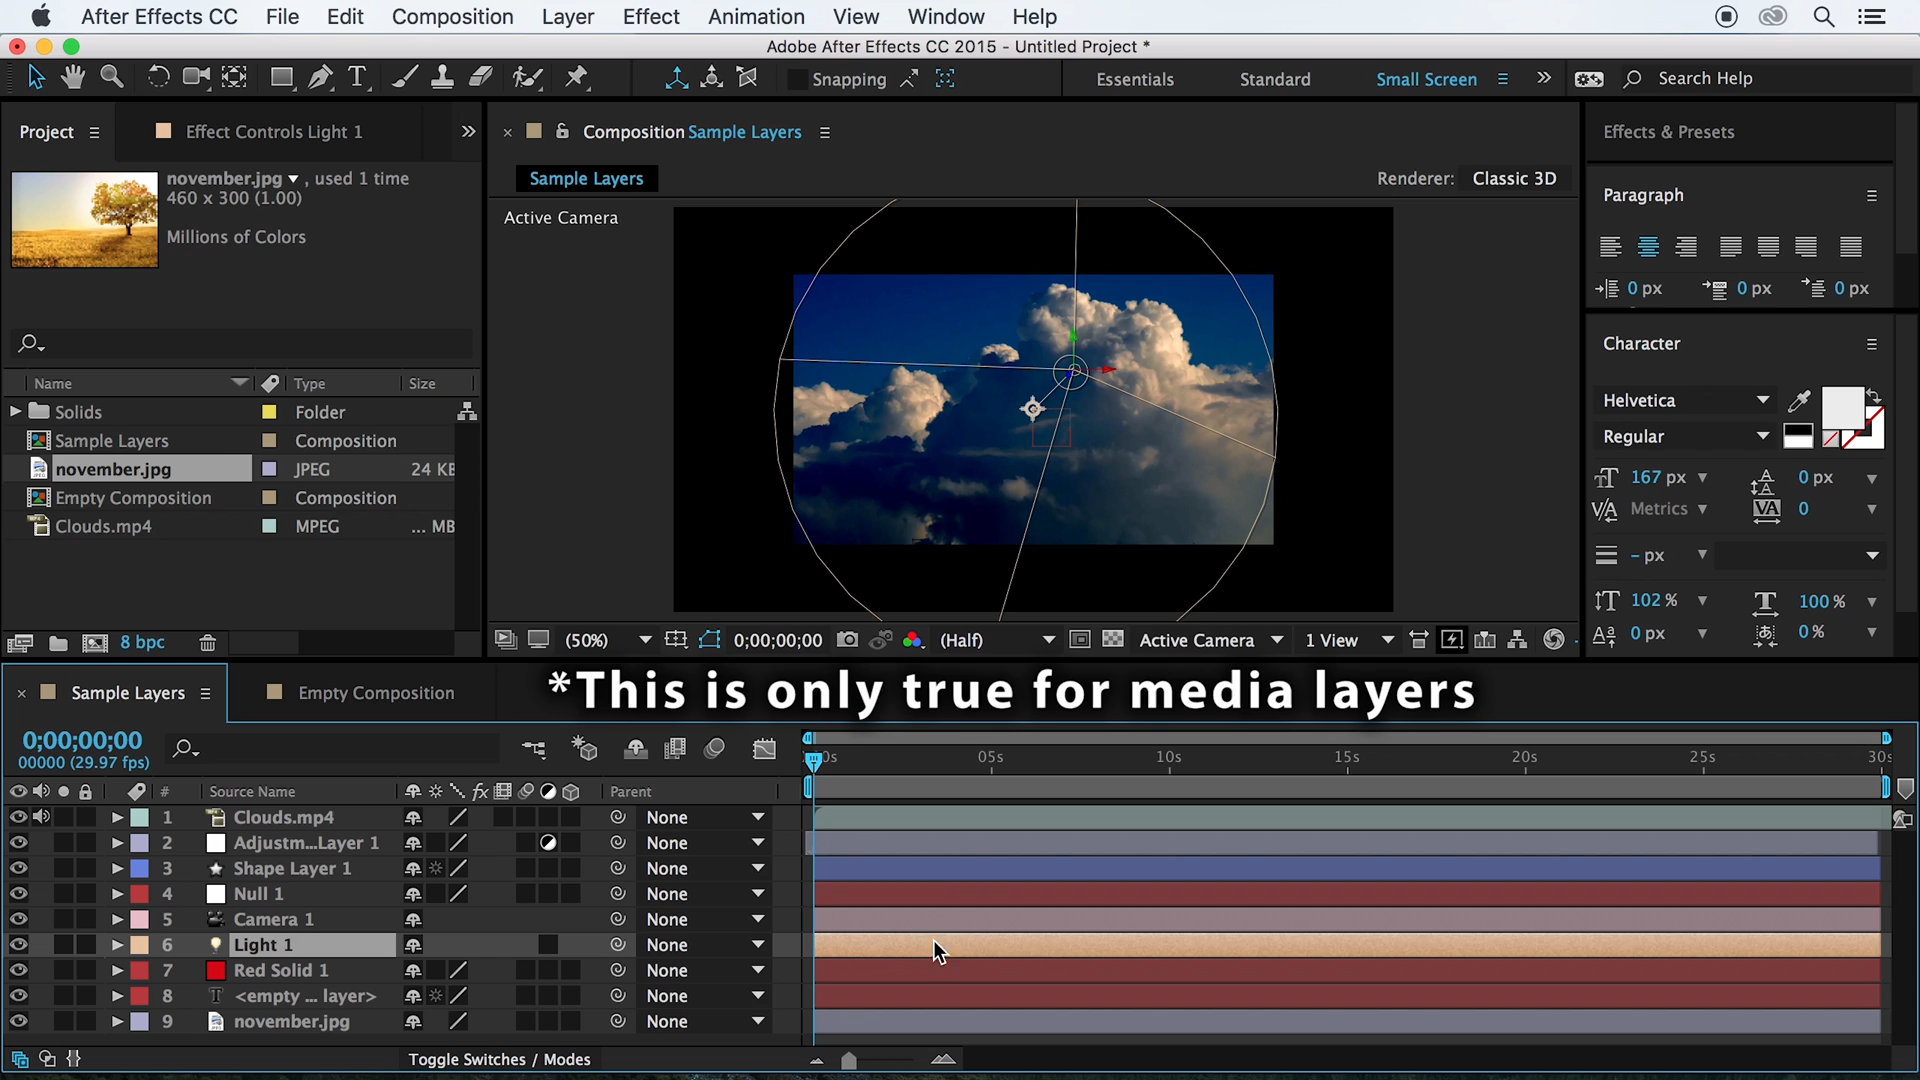 After Effects CC File Edit Composition Layer Effect Animation View Window Help
Adobe After Effects CC 2015 - Untitled Project *
Snapping Essentials Standard Small Screen Search Help
Project Effect Controls Light 1
november.jpg , used 1 time
460 x 300 (1.00)
Millions of Colors
Name Type Size
Solids Folder
Sample Layers Composition
november.jpg JPEG 24 KB
Empty Composition Composition
Clouds.mp4 MPEG ... MB
8 bpc
Composition Sample Layers
Sample Layers Renderer: Classic 3D
Active Camera
(50%) 0;00;00;00 (Half) Active Camera 1 View
Effects & Presets
Paragraph
0 px 0 px 0 px
Character
Helvetica
Regular
167 px 0 px
Metrics 0
- px
102 % 100 %
0 px 0 %
Sample Layers Empty Composition
*This is only true for media layers
0;00;00;00
00000 (29.97 fps)
05s 10s 15s 20s 25s 30s
# Source Name fx Parent
1 Clouds.mp4 None
2 Adjustm...Layer 1 None
3 Shape Layer 1 None
4 Null 1 None
5 Camera 1 None
6 Light 1 None
7 Red Solid 1 None
8 <empty ... layer> None
9 november.jpg None
Toggle Switches / Modes